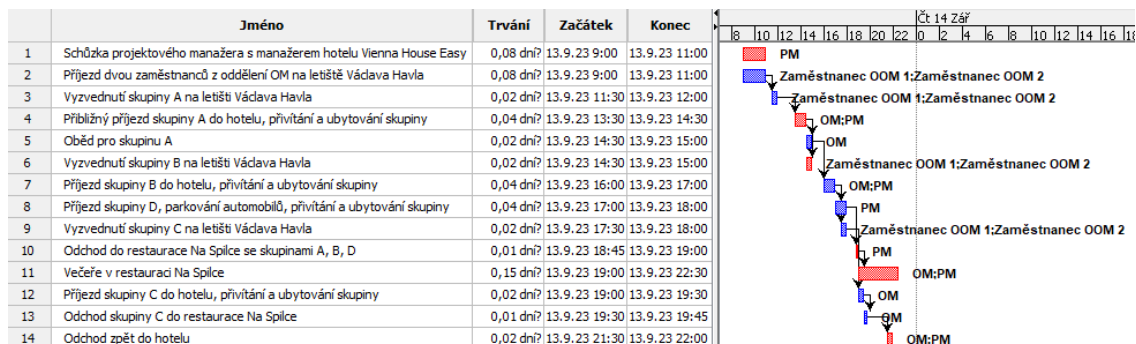 Jméno Trvání Začátek Konec
Čt 14 Zář
8 10 12 14 16 18 20 22 0 2 4 6 8 10 12 14 16 18
1 Schůzka projektového manažera s manažerem hotelu Vienna House Easy 0,08 dní? 13.9.23 9:00 13.9.23 11:00 PM
2 Příjezd dvou zaměstnanců z oddělení OM na letiště Václava Havla 0,08 dní? 13.9.23 9:00 13.9.23 11:00 Zaměstnanec OOM 1;Zaměstnanec OOM 2
3 Vyzvednutí skupiny A na letišti Václava Havla 0,02 dní? 13.9.23 11:30 13.9.23 12:00 Zaměstnanec OOM 1;Zaměstnanec OOM 2
4 Přibližný příjezd skupiny A do hotelu, přivítání a ubytování skupiny 0,04 dní? 13.9.23 13:30 13.9.23 14:30 OM;PM
5 Oběd pro skupinu A 0,02 dní? 13.9.23 14:30 13.9.23 15:00 OM
6 Vyzvednutí skupiny B na letišti Václava Havla 0,02 dní? 13.9.23 14:30 13.9.23 15:00 Zaměstnanec OOM 1;Zaměstnanec OOM 2
7 Příjezd skupiny B do hotelu, přivítání a ubytování skupiny 0,04 dní? 13.9.23 16:00 13.9.23 17:00 OM;PM
8 Příjezd skupiny D, parkování automobilů, přivítání a ubytování skupiny 0,04 dní? 13.9.23 17:00 13.9.23 18:00 PM
9 Vyzvednutí skupiny C na letišti Václava Havla 0,02 dní? 13.9.23 17:30 13.9.23 18:00 Zaměstnanec OOM 1;Zaměstnanec OOM 2
10 Odchod do restaurace Na Spilce se skupinami A, B, D 0,01 dní? 13.9.23 18:45 13.9.23 19:00 PM
11 Večeře v restauraci Na Spilce 0,15 dní? 13.9.23 19:00 13.9.23 22:30 OM;PM
12 Příjezd skupiny C do hotelu, přivítání a ubytování skupiny 0,02 dní? 13.9.23 19:00 13.9.23 19:30 OM
13 Odchod skupiny C do restaurace Na Spilce 0,01 dní? 13.9.23 19:30 13.9.23 19:45 OM
14 Odchod zpět do hotelu 0,02 dní? 13.9.23 21:30 13.9.23 22:00 OM;PM